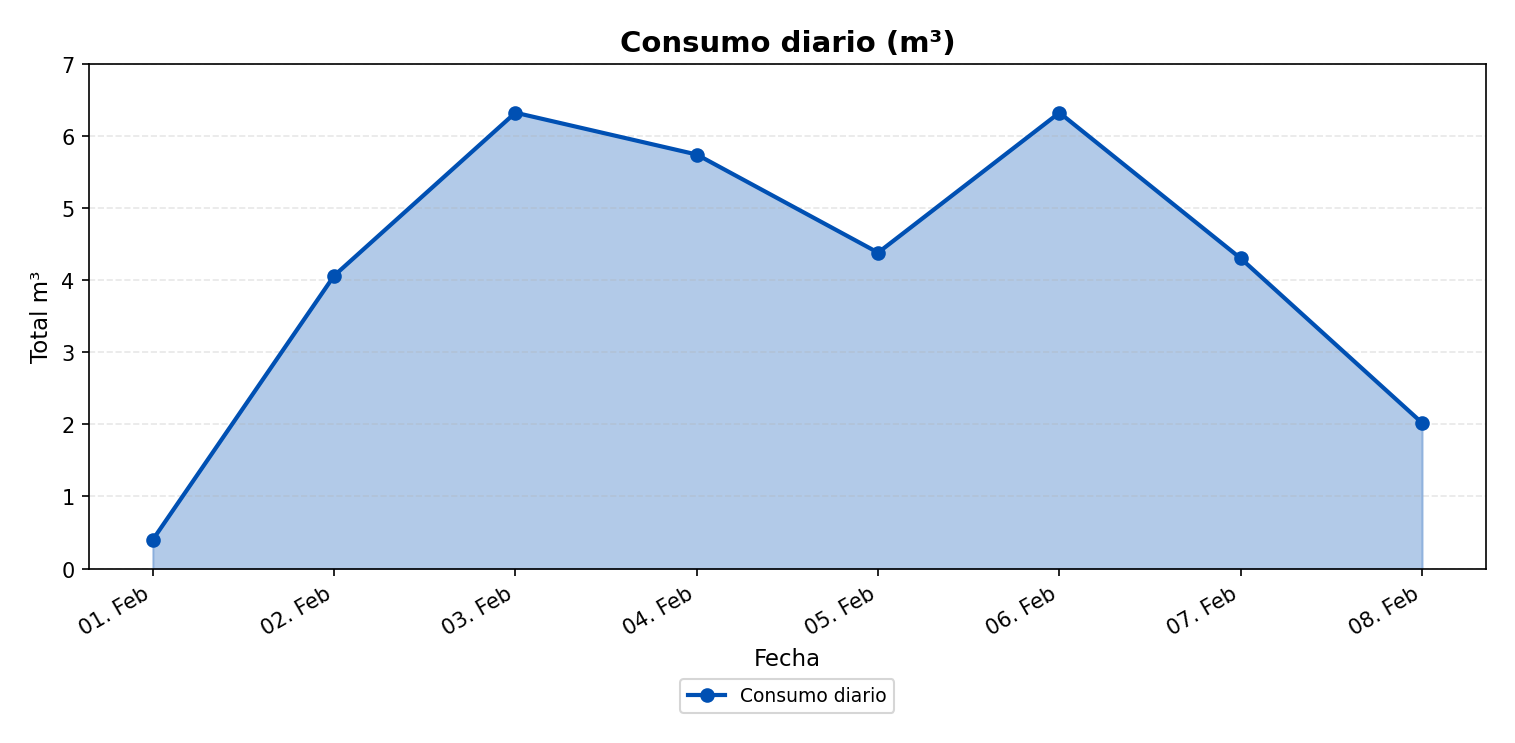 Consumo diario (m³)
Total m³
7
6
5
4
3
2
1
0
01. Feb
02. Feb
03. Feb
04. Feb
05. Feb
06. Feb
07. Feb
08. Feb
Fecha
Consumo diario